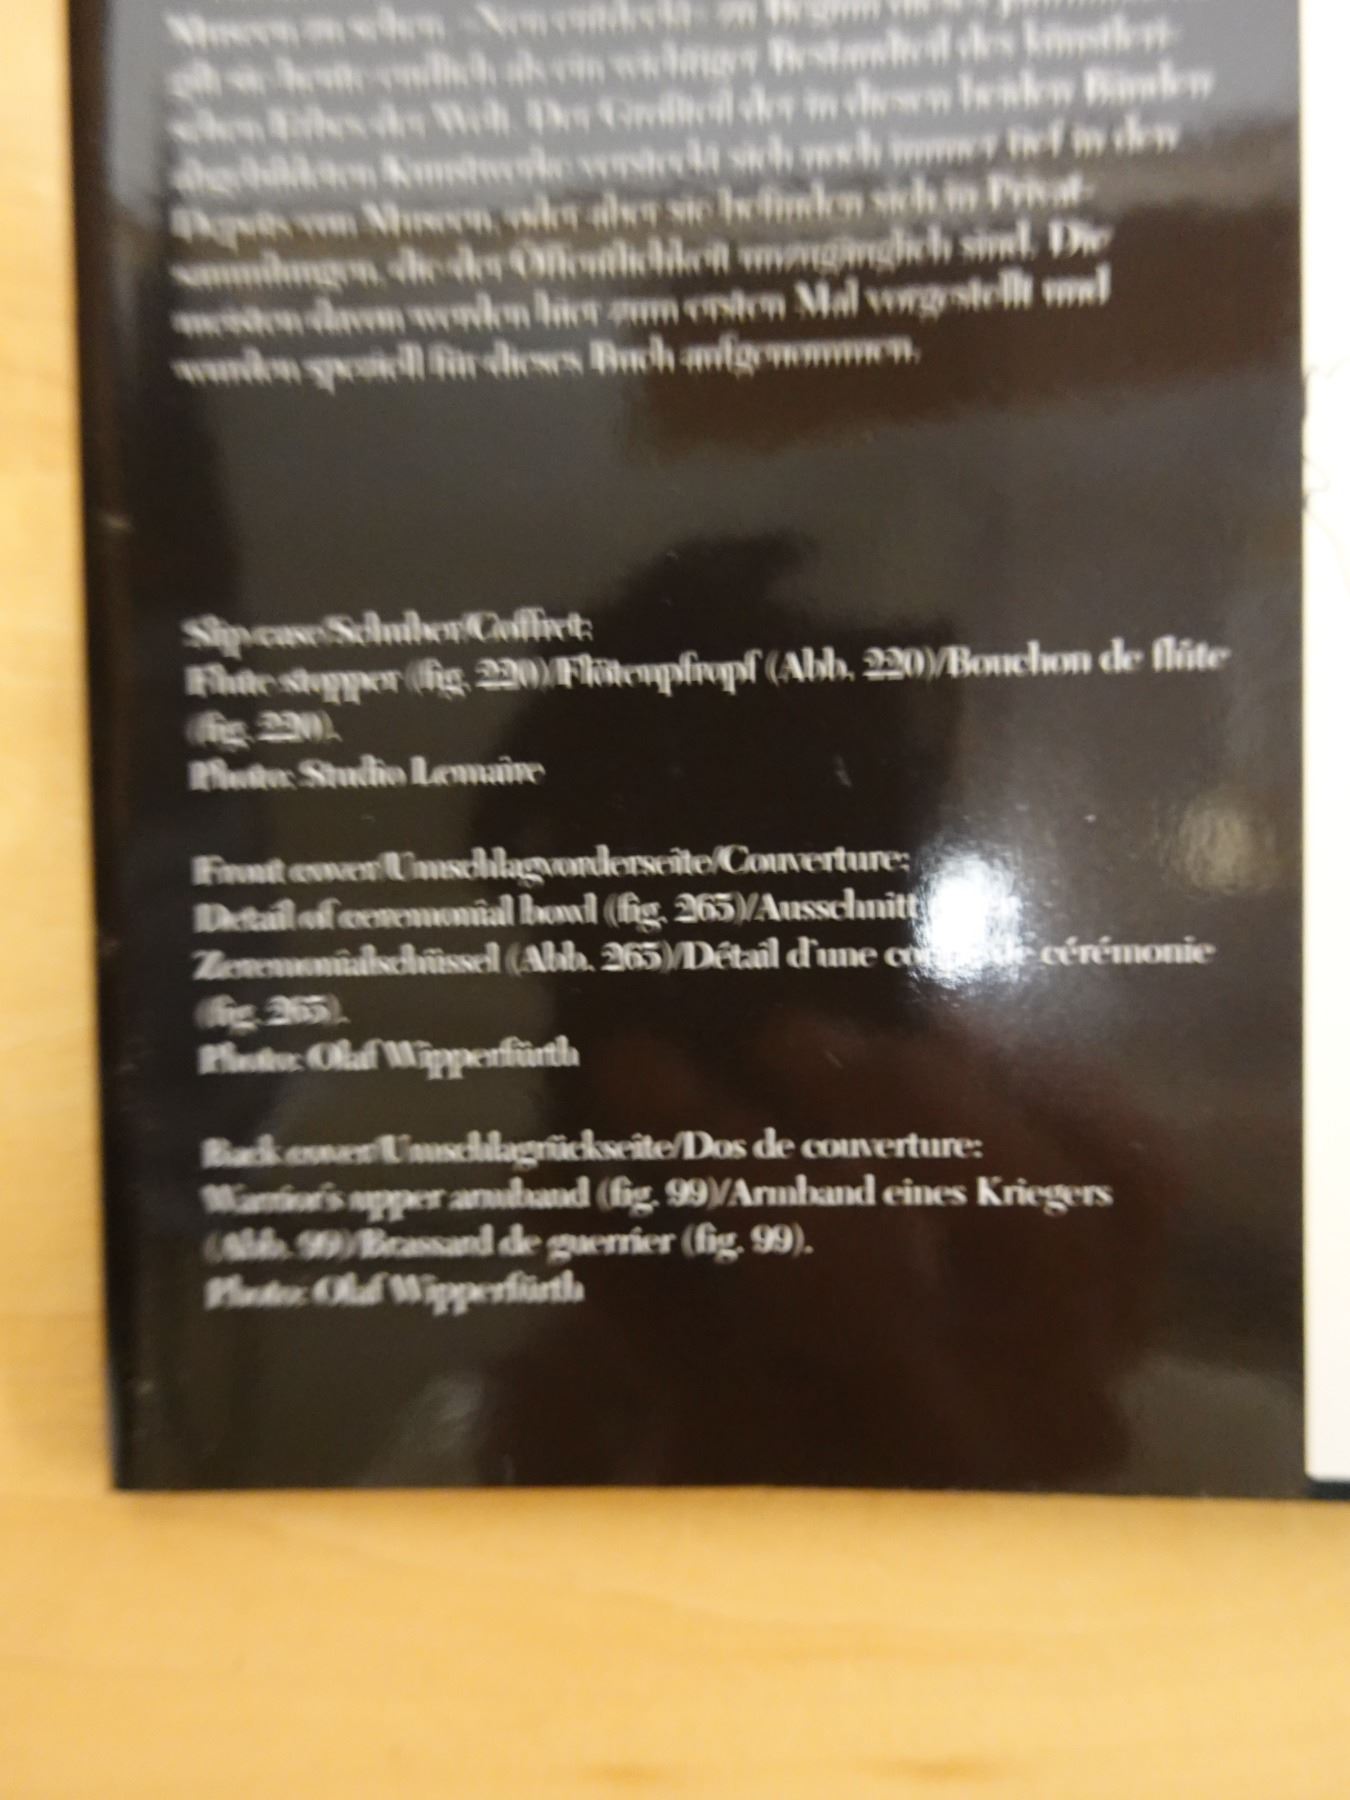 Museen zu sehen. »Neu entdeckt« zu Beginn dieses
gilt sie heute endlich als ein wichtiger Bestandteil des künstleri-
schen Erbes der Welt. Der Großteil der in diesen beiden Bänden
abgebildeten Kunstwerke versteckt sich noch immer tief in den
Depots von Museen, oder aber sie befinden sich in Privat-
sammlungen, die der Öffentlichkeit unzugänglich sind. Die
meisten davon werden hier zum ersten Mal vorgestellt und
wurden speziell für dieses Buch aufgenommen.
Slip-case/Schuber/Coffret:
Flute stopper (fig. 220)/Flötenpfropf (Abb. 220)/Bouchon de flûte
(fig. 220).
Photo: Studio Lemaire
Front cover/Umschlagvorderseite/Couverture:
Detail of ceremonial bowl (fig. 265)/Ausschnitt
Zeremonialschüssel (Abb. 265)/Détail d'une cérémonie
(fig. 265).
Photo: Olaf Wipperfürth
Back cover/Umschlagrückseite/Dos de couverture:
Warrior's upper armband (fig. 99)/Armband eines Kriegers
(Abb. 99)/Brassard de guerrier (fig. 99).
Photo: Olaf Wipperfürth